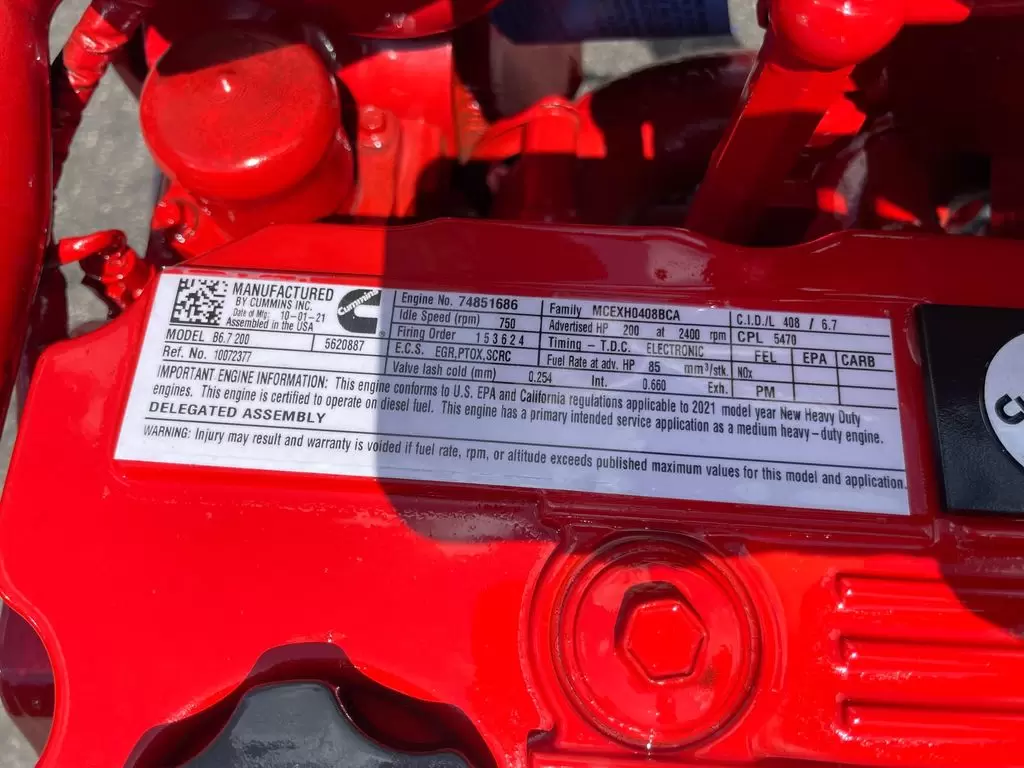 MANUFACTURED
BY CUMMINS INC.
Date of Mfg: 10-01-21
Assembled in the USA
Cummins
®
MODEL B6.7 200
5620887
Ref. No. 10072377
Engine No. 74851686
Idle Speed (rpm) 750
Firing Order 1 5 3 6 2 4
E.C.S. EGR,PTOX,SCRC
Valve lash cold (mm) 0.254 Int. 0.660 Exh.
Family MCEXH0408BCA
Advertised HP 200 at 2400 rpm
Timing - T.D.C. ELECTRONIC
Fuel Rate at adv. HP 85 mm³/stk.
C.I.D./L 408 / 6.7
CPL 5470
FEL EPA CARB
NOx
PM
IMPORTANT ENGINE INFORMATION: This engine conforms to U.S. EPA and California regulations applicable to 2021 model year New Heavy Duty
engines. This engine is certified to operate on diesel fuel. This engine has a primary intended service application as a medium heavy-duty engine.
DELEGATED ASSEMBLY
WARNING: Injury may result and warranty is voided if fuel rate, rpm, or altitude exceeds published maximum values for this model and application.